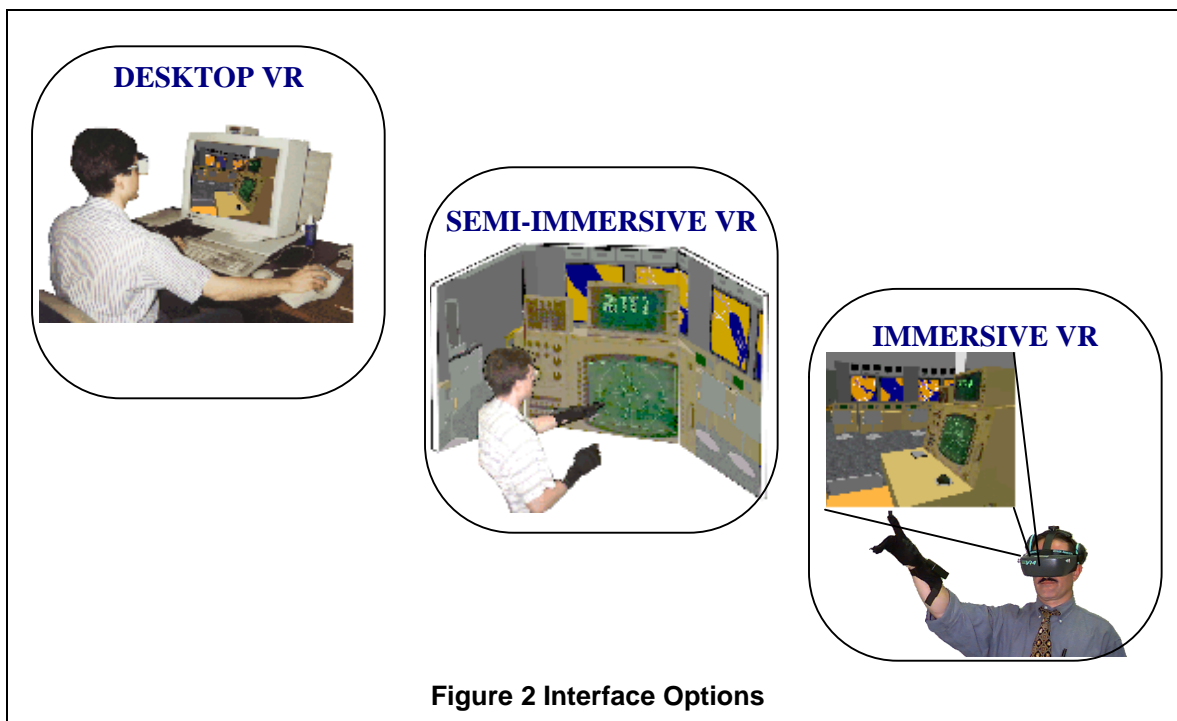 DESKTOP VR
SEMI-IMMERSIVE VR
IMMERSIVE VR
Figure 2 Interface Options